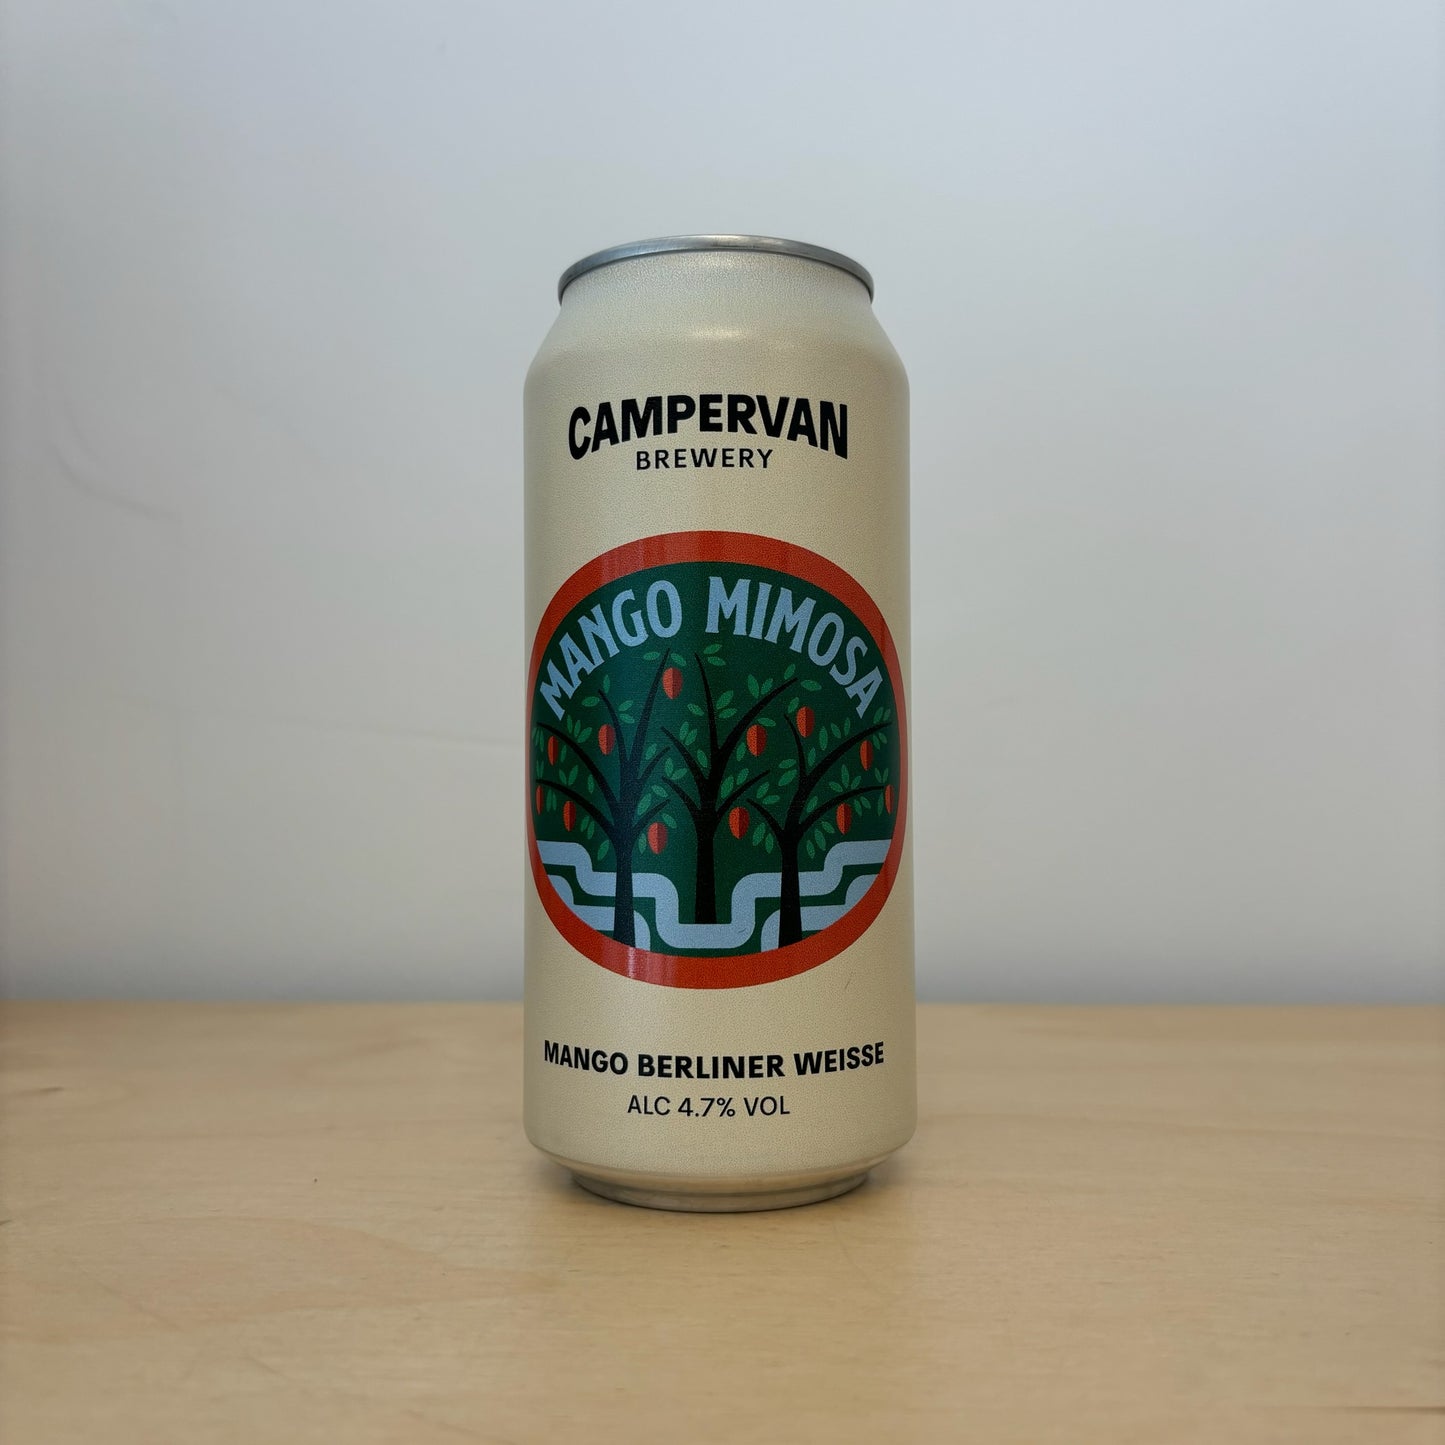 CAMPERVAN
BREWERY
MANGO MIMOSA
MANGO BERLINER WEISSE
ALC 4.7% VOL